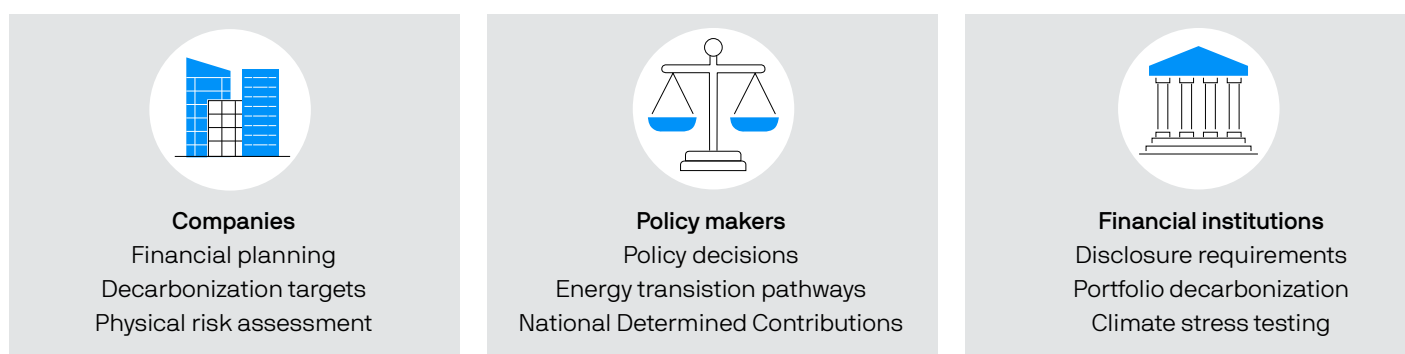 Companies
Financial planning
Decarbonization targets
Physical risk assessment
Policy makers
Policy decisions
Energy transistion pathways
National Determined Contributions
Financial institutions
Disclosure requirements
Portfolio decarbonization
Climate stress testing